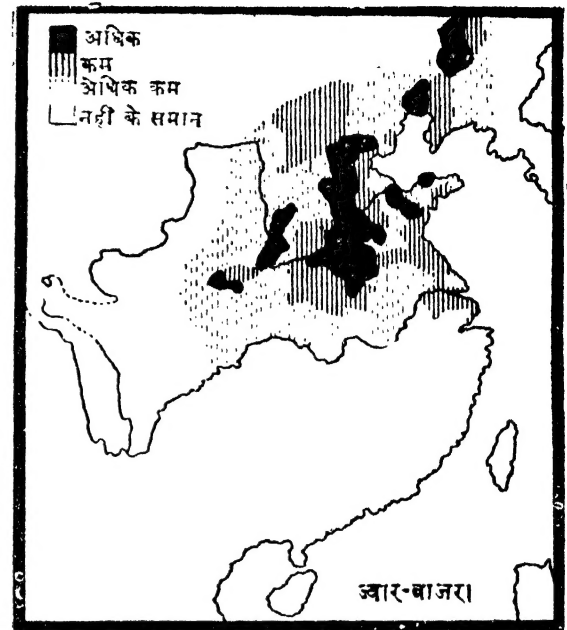 अधिक
कम
अधिक कम
नहीं के समान
ज्वार-बाजरा